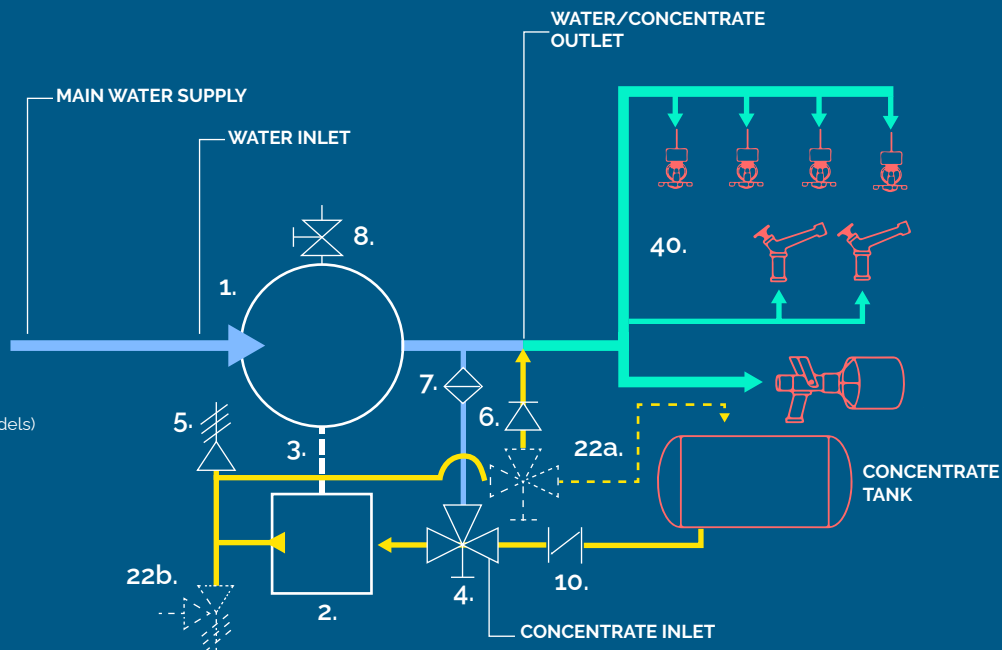 WATER/CONCENTRATE
OUTLET
MAIN WATER SUPPLY
WATER INLET
8.
40.
1.
7.
5.
6.
dels)
3.
22a.
CONCENTRATE
TANK
22b.
2.
4.
10.
CONCENTRATE INLET